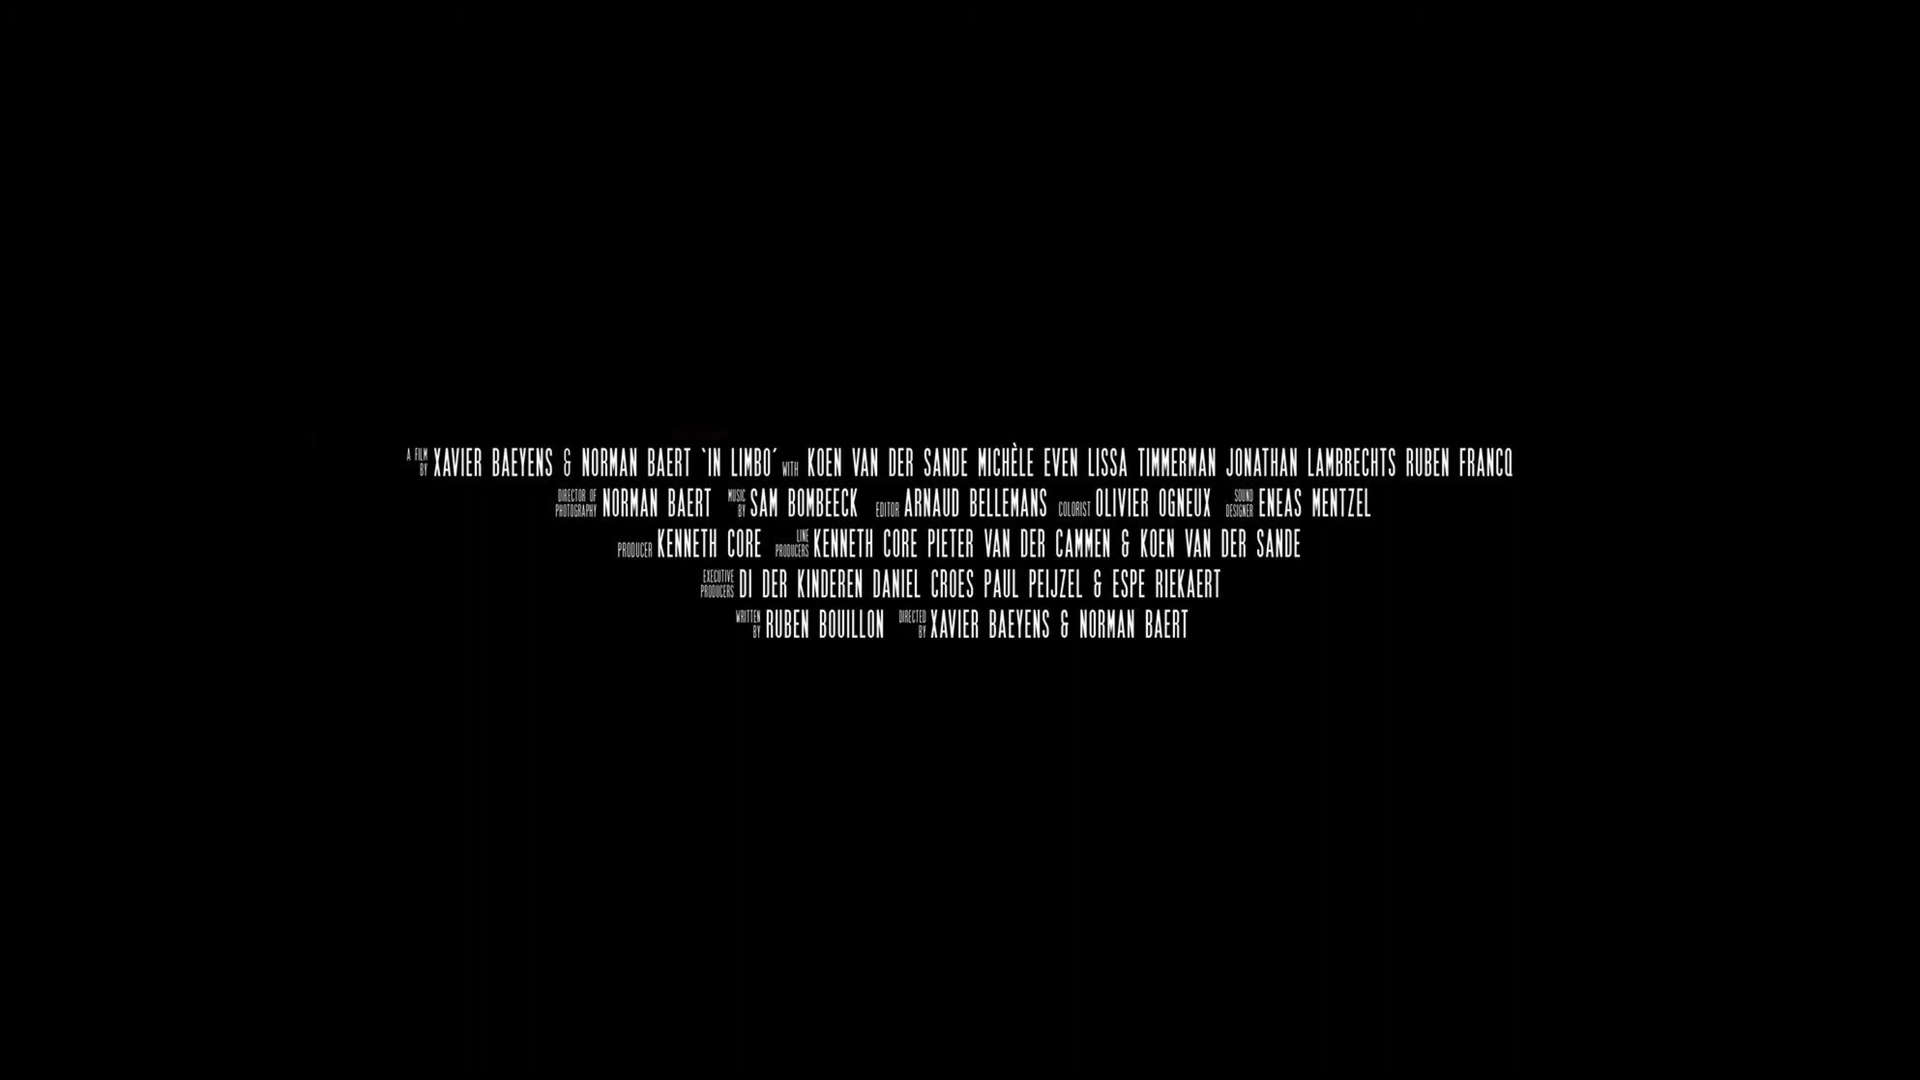 A FILM BY XAVIER BAEYENS & NORMAN BAERT `IN LIMBO´ WITH KOEN VAN DER SANDE MICHÈLE EVEN LISSA TIMMERMAN JONATHAN LAMBRECHTS RUBEN FRANCQ
DIRECTOR OF PHOTOGRAPHY NORMAN BAERT MUSIC BY SAM BOMBEECK EDITOR ARNAUD BELLEMANS COLORIST OLIVIER OGNEUX SOUND DESIGNER ENEAS MENTZEL
PRODUCER KENNETH CORE LINE PRODUCERS KENNETH CORE PIETER VAN DER CAMMEN & KOEN VAN DER SANDE
EXECUTIVE PRODUCERS DI DER KINDEREN DANIEL CROES PAUL PEIJZEL & ESPE RIEKAERT
WRITTEN BY RUBEN BOUILLON DIRECTED BY XAVIER BAEYENS & NORMAN BAERT